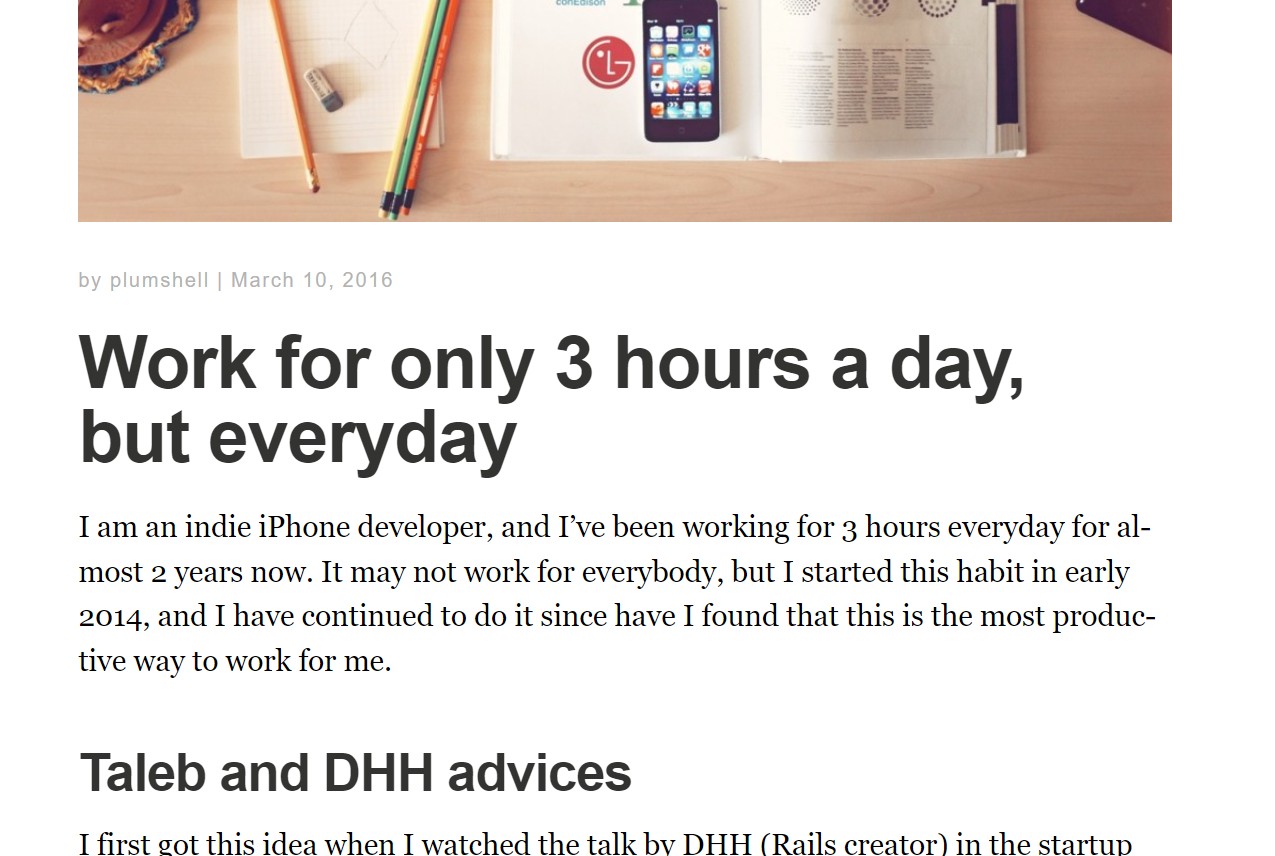 conEdison
LG
by plumshell | March 10, 2016
Work for only 3 hours a day,
but everyday
I am an indie iPhone developer, and I’ve been working for 3 hours everyday for al-
most 2 years now. It may not work for everybody, but I started this habit in early
2014, and I have continued to do it since have I found that this is the most produc-
tive way to work for me.
Taleb and DHH advices
I first got this idea when I watched the talk by DHH (Rails creator) in the startup